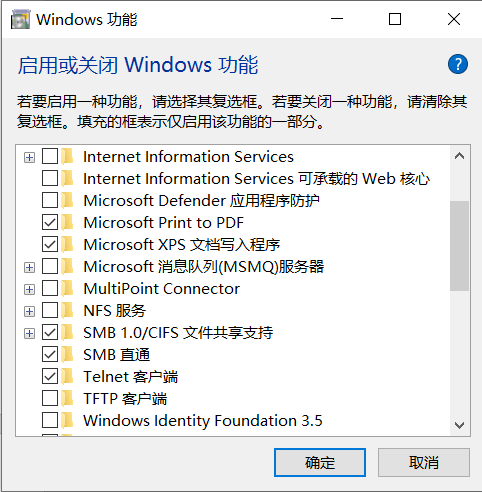 Windows 功能
启用或关闭 Windows 功能
?
若要启用一种功能，请选择其复选框。若要关闭一种功能，请清除其
复选框。填充的框表示仅启用该功能的一部分。
Internet Information Services
Internet Information Services 可承载的 Web 核心
Microsoft Defender 应用程序防护
Microsoft Print to PDF
Microsoft XPS 文档写入程序
Microsoft 消息队列(MSMQ)服务器
MultiPoint Connector
NFS 服务
SMB 1.0/CIFS 文件共享支持
SMB 直通
Telnet 客户端
TFTP 客户端
Windows Identity Foundation 3.5
确定
取消